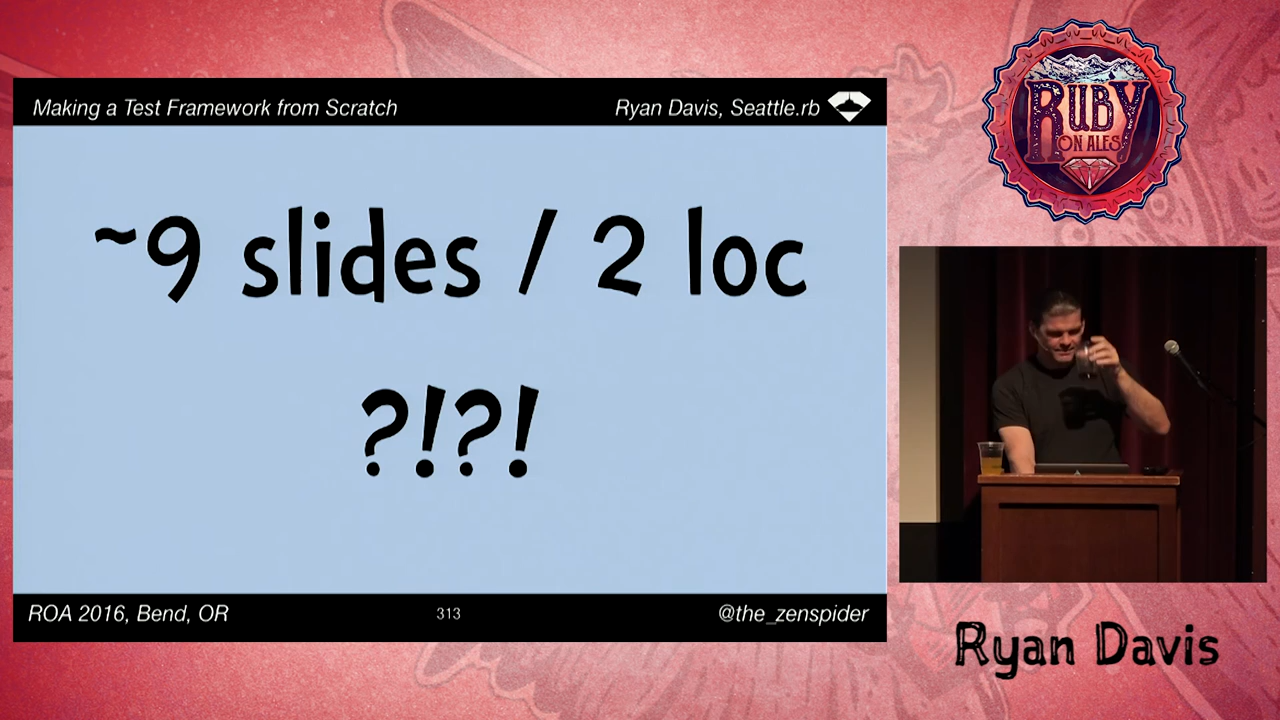 Making a Test Framework from Scratch
Ryan Davis, Seattle.rb
~9 slides / 2 loc
?!?!
ROA 2016, Bend, OR
313
@the_zenspider
RUBY
ON ALES
Ryan Davis